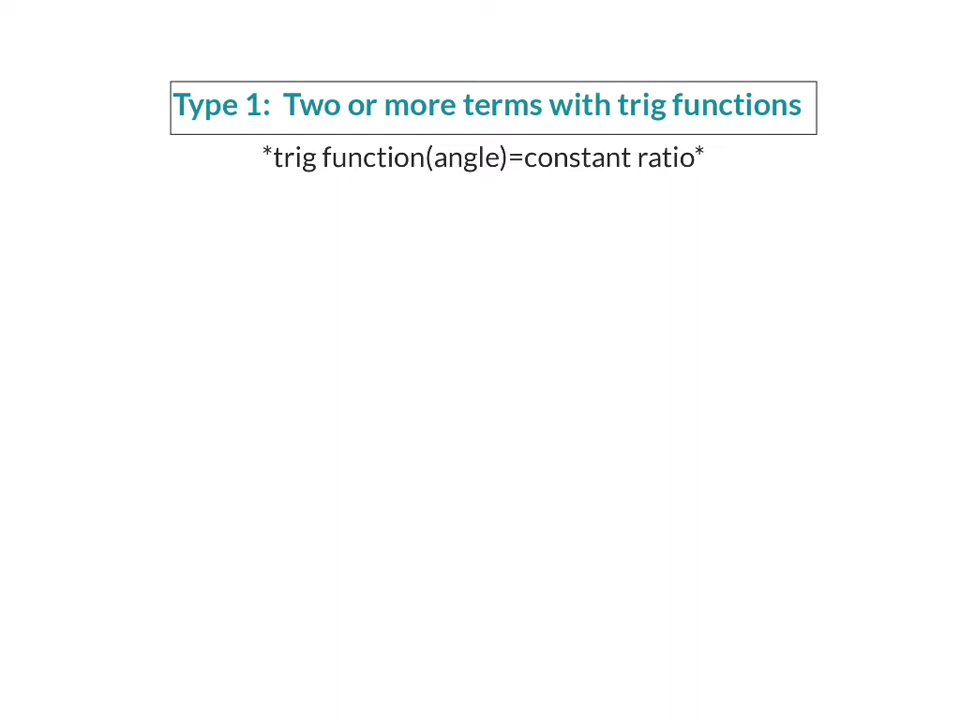 Type 1:  Two or more terms with trig functions
*trig function(angle)=constant ratio*